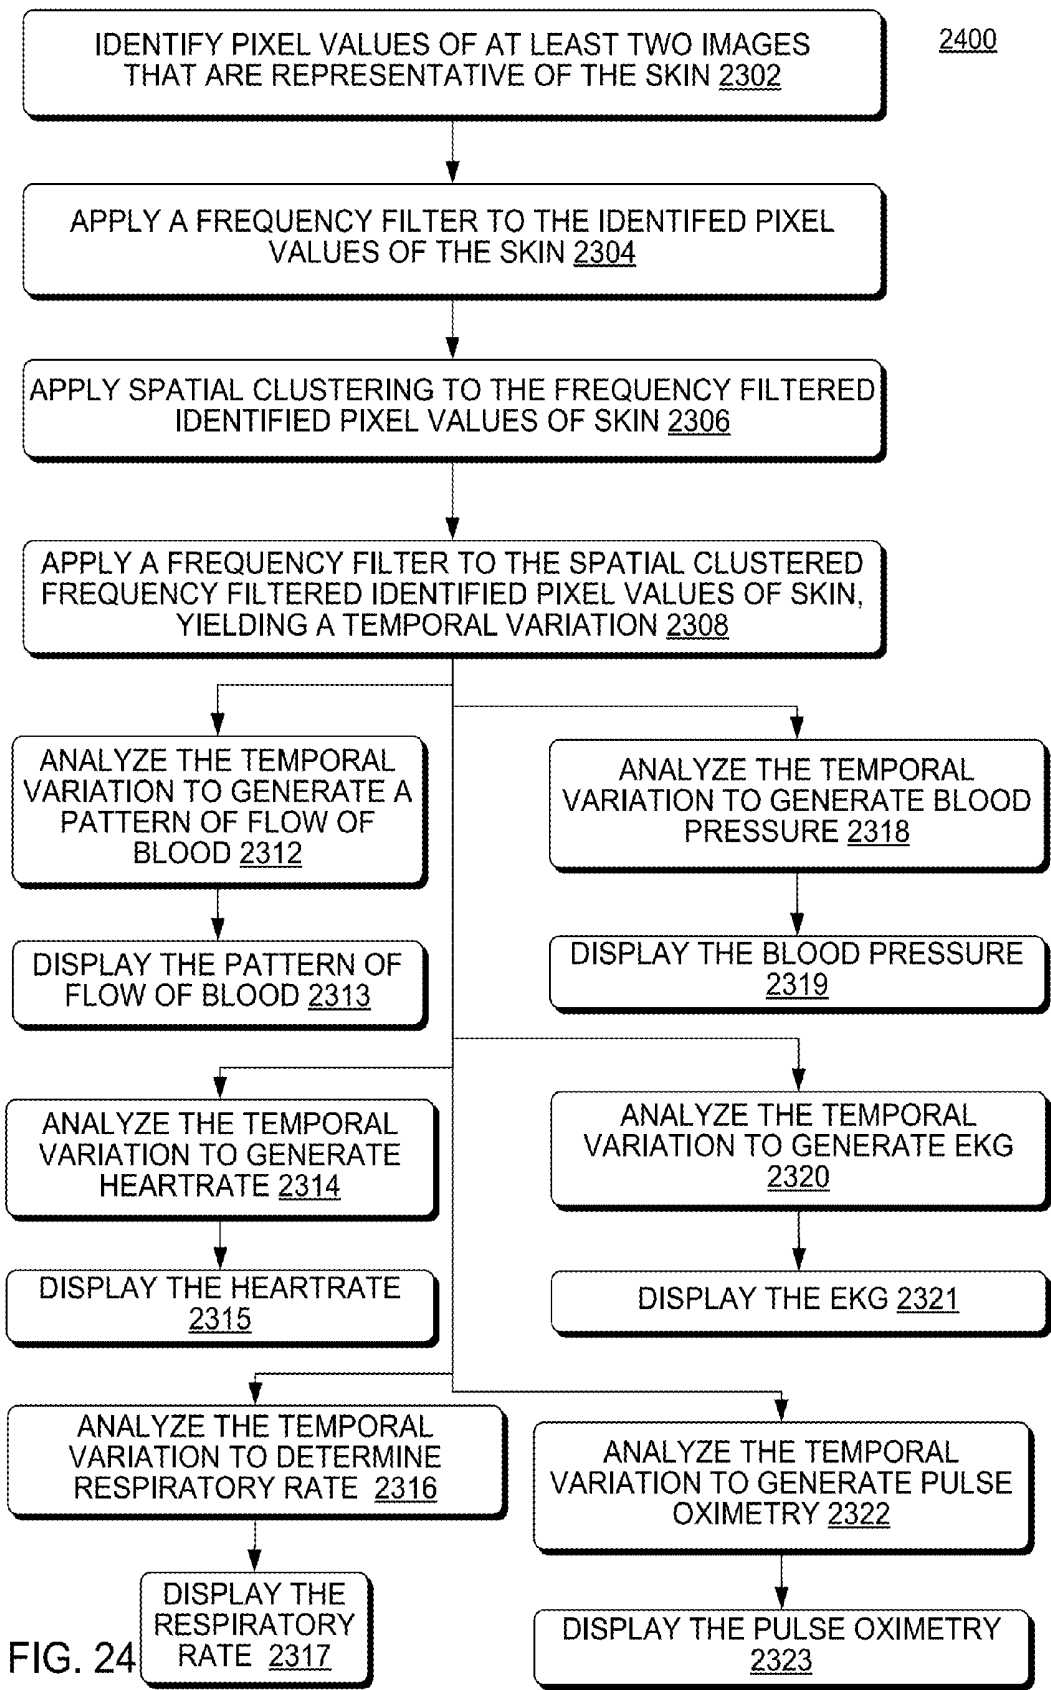 2400
IDENTIFY PIXEL VALUES OF AT LEAST TWO IMAGES
THAT ARE REPRESENTATIVE OF THE SKIN 2302
APPLY A FREQUENCY FILTER TO THE IDENTIFED PIXEL
VALUES OF THE SKIN 2304
APPLY SPATIAL CLUSTERING TO THE FREQUENCY FILTERED
IDENTIFIED PIXEL VALUES OF SKIN 2306
APPLY A FREQUENCY FILTER TO THE SPATIAL CLUSTERED
FREQUENCY FILTERED IDENTIFIED PIXEL VALUES OF SKIN,
YIELDING A TEMPORAL VARIATION 2308
ANALYZE THE TEMPORAL
VARIATION TO GENERATE A
PATTERN OF FLOW OF
BLOOD 2312
DISPLAY THE PATTERN OF
FLOW OF BLOOD 2313
ANALYZE THE TEMPORAL
VARIATION TO GENERATE BLOOD
PRESSURE 2318
DISPLAY THE BLOOD PRESSURE
2319
ANALYZE THE TEMPORAL
VARIATION TO GENERATE
HEARTRATE 2314
DISPLAY THE HEARTRATE
2315
ANALYZE THE TEMPORAL
VARIATION TO GENERATE EKG
2320
DISPLAY THE EKG 2321
ANALYZE THE TEMPORAL
VARIATION TO DETERMINE
RESPIRATORY RATE 2316
DISPLAY THE
RESPIRATORY
RATE 2317
ANALYZE THE TEMPORAL
VARIATION TO GENERATE PULSE
OXIMETRY 2322
DISPLAY THE PULSE OXIMETRY
2323
FIG. 24